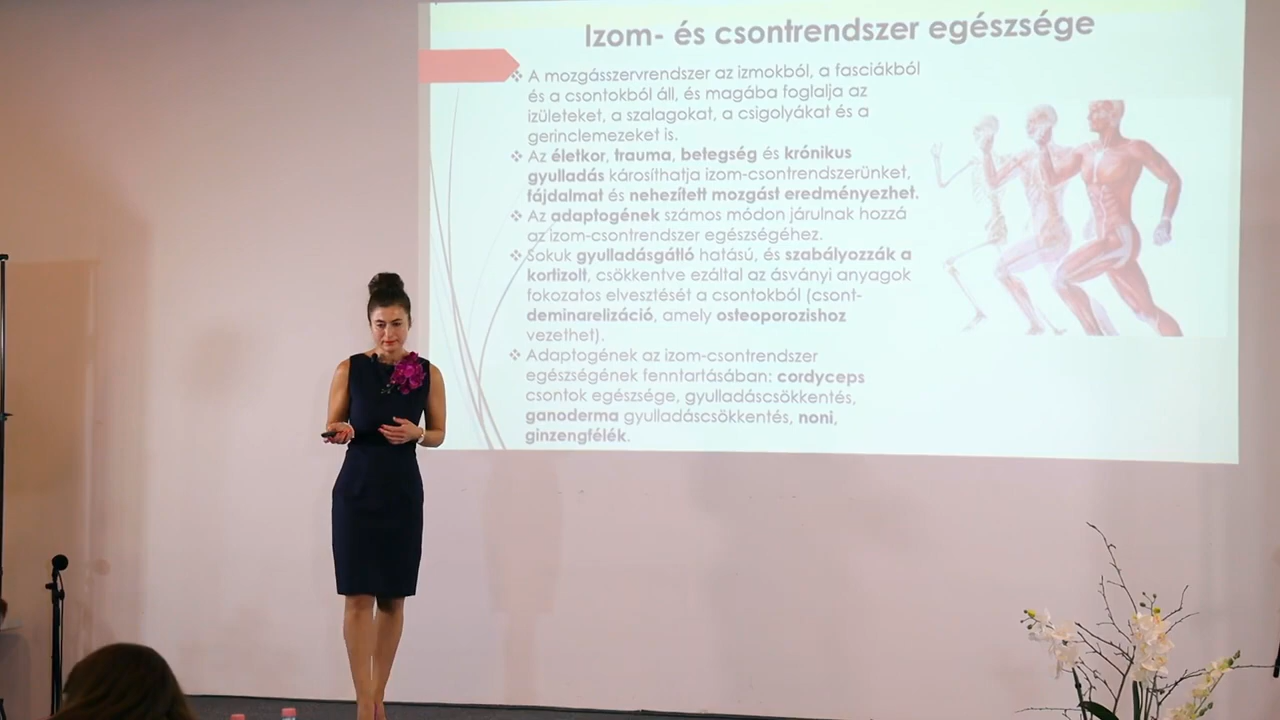 Izom- és csontrendszer egészsége
❖ A mozgásszervrendszer az izmokból, a fasciákból
és a csontokból áll, és magába foglalja az
izületeket, a szalagokat, a csigolyákat és a
gerinclemezeket is.
❖ Az életkor, trauma, betegség és krónikus
gyulladás károsíthatja izom-csontrendszerünket,
fájdalmat és nehezített mozgást eredményezhet.
❖ Az adaptogének számos módon járulnak hozzá
az izom-csontrendszer egészségéhez.
❖ Sokuk gyulladásgátló hatású, és szabályozzák a
kortizolt, csökkentve ezáltal az ásványi anyagok
fokozatos elvesztését a csontokból (csont-
deminarelizáció, amely osteoporozishoz
vezethet).
❖ Adaptogének az izom-csontrendszer
egészségének fenntartásában: cordyceps
csontok egészsége, gyulladáscsökkentés,
ganoderma gyulladáscsökkentés, noni,
ginzengfélék.